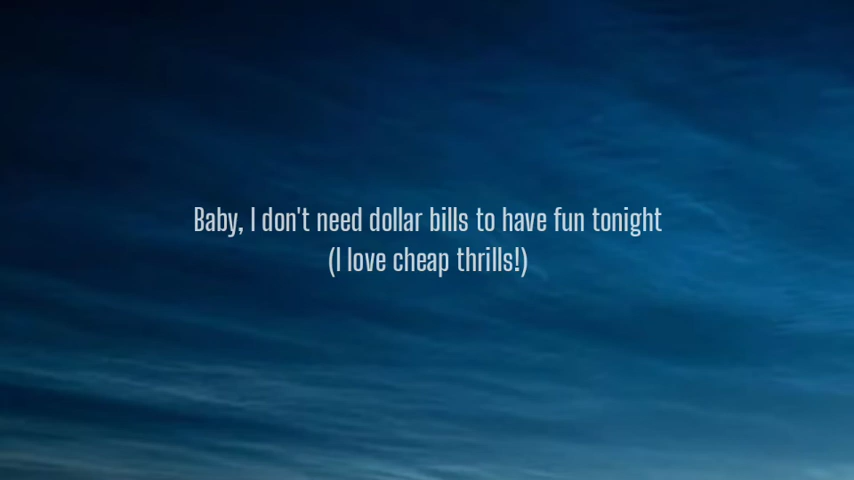 Baby, I don't need dollar bills to have fun tonight
(I love cheap thrills!)